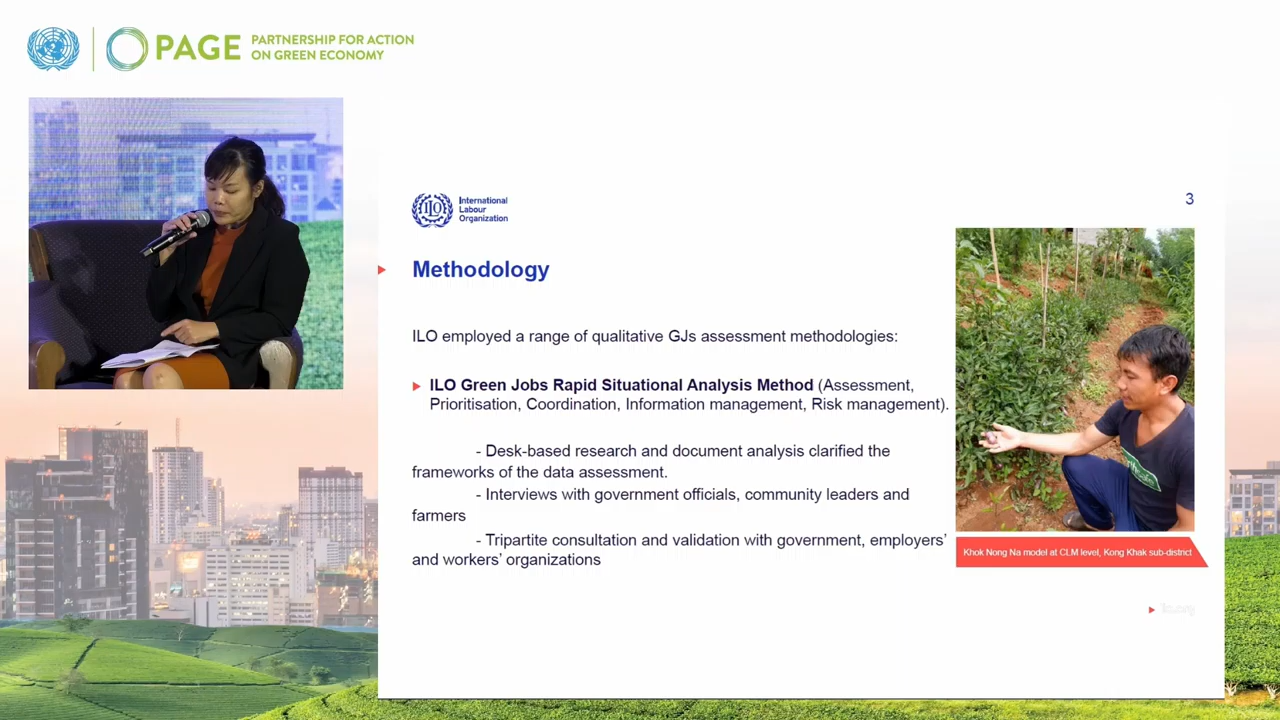 PAGE
PARTNERSHIP FOR ACTION
ON GREEN ECONOMY
ILO
International
Labour
Organization
3
Methodology
ILO employed a range of qualitative GJs assessment methodologies:
ILO Green Jobs Rapid Situational Analysis Method (Assessment,
Prioritisation, Coordination, Information management, Risk management).
- Desk-based research and document analysis clarified the
frameworks of the data assessment.
- Interviews with government officials, community leaders and
farmers
- Tripartite consultation and validation with government, employers'
and workers' organizations
Khok Nong Na model at CLM level, Kong Khak sub-district
ilo.org